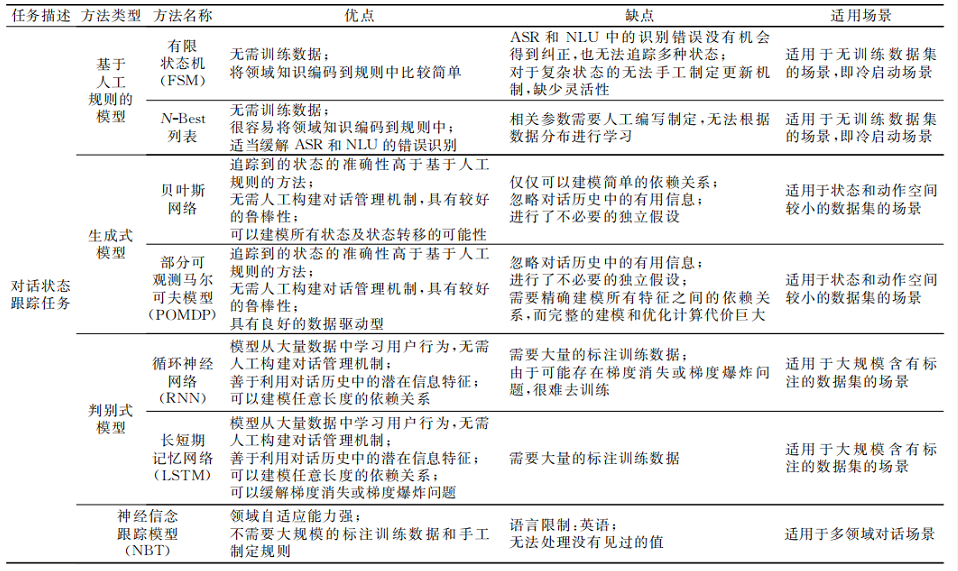 任务描述 方法类型 方法名称 优点 缺点 适用场景
对话状态
跟踪任务
基于
人工
规则的
模型
有限
状态机
(FSM)
无需训练数据;
将领域知识编码到规则中比较简单
ASR 和 NLU 中的识别错误没有机会
得到纠正,也无法追踪多种状态;
对于复杂状态的无法手工制定更新机
制,缺少灵活性
适用于无训练数据集
的场景,即冷启动场景
N-Best
列表
无需训练数据;
很容易将领域知识编码到规则中;
适当缓解 ASR 和 NLU 的错误识别
相关参数需要人工编写制定,无法根据
数据分布进行学习
适用于无训练数据集
的场景,即冷启动场景
生成式
模型
贝叶斯
网络
追踪到的状态的准确性高于基于人工
规则的方法;
无需人工构建对话管理机制,具有较好
的鲁棒性;
可以建模所有状态及状态转移的可能性
仅仅可以建模简单的依赖关系;
忽略对话历史中的有用信息;
进行了不必要的独立假设
适用于状态和动作空间
较小的数据集的场景
部分可
观测马尔
可夫模型
(POMDP)
追踪到的状态的准确性高于基于人工
规则的方法;
无需人工构建对话管理机制,具有较好
的鲁棒性;
具有良好的数据驱动型
忽略对话历史中的有用信息;
进行了不必要的独立假设;
需要精确建模所有特征之间的依赖关
系,而完整的建模和优化计算代价巨大
适用于状态和动作空间
较小的数据集的场景
判别式
模型
循环神经
网络
(RNN)
模型从大量数据中学习用户行为,无需
人工构建对话管理机制;
善于利用对话历史中的潜在信息特征;
可以建模任意长度的依赖关系
需要大量的标注训练数据;
由于可能存在梯度消失或梯度爆炸问
题,很难去训练
适用于大规模含有标
注的数据集的场景
长短期
记忆网络
(LSTM)
模型从大量数据中学习用户行为,无需
人工构建对话管理机制;
善于利用对话历史中的潜在信息特征;
可以建模任意长度的依赖关系;
可以缓解梯度消失或梯度爆炸问题
需要大量的标注训练数据
适用于大规模含有标
注的数据集的场景
神经信念
跟踪模型
(NBT)
领域自适应能力强;
不需要大规模的标注训练数据和手工
制定规则
语言限制:英语;
无法处理没有见过的值
适用于多领域对话场景